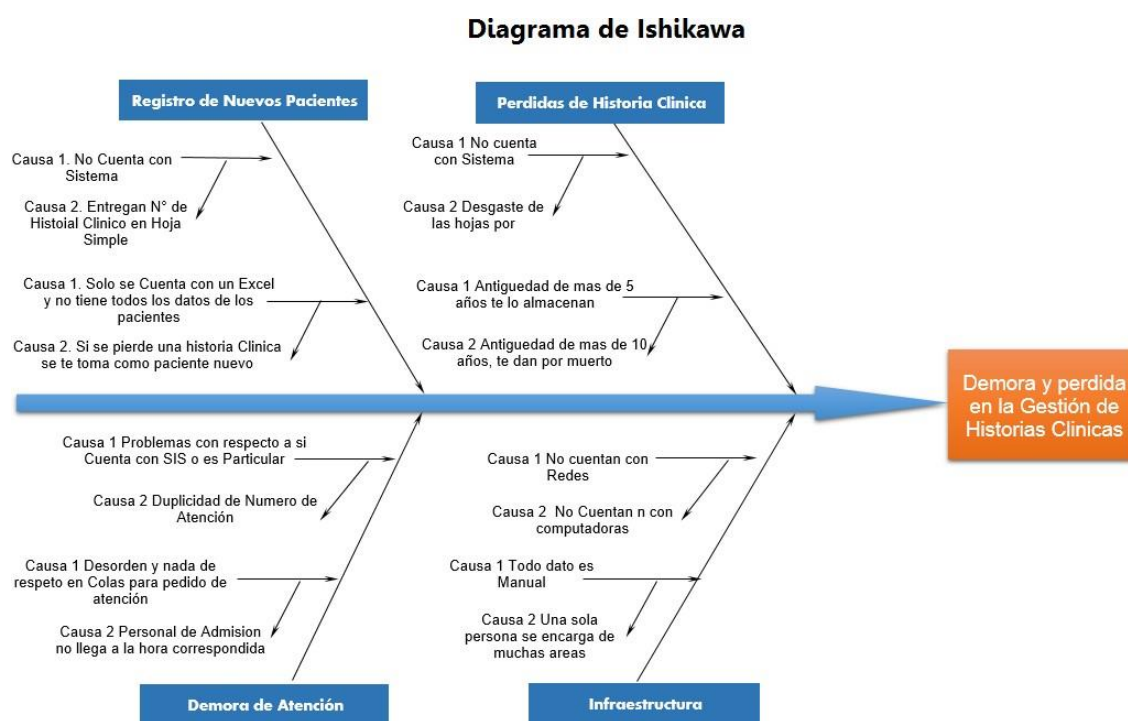 Diagrama de Ishikawa
Registro de Nuevos Pacientes
Perdidas de Historia Clinica
Causa 1. No Cuenta con
Sistema
Causa 2. Entregan N° de
Histoial Clinico en Hoja
Simple
Causa 1. Solo se Cuenta con un Excel
y no tiene todos los datos de los
pacientes
Causa 2. Si se pierde una historia Clinica
se te toma como paciente nuevo
Causa 1 No cuenta
con Sistema
Causa 2 Desgaste de
las hojas por
Causa 1 Antiguedad de mas de 5
años te lo almacenan
Causa 2 Antiguedad de mas de 10
años, te dan por muerto
Demora y perdida
en la Gestión de
Historias Clinicas
Causa 1 Problemas con respecto a si
Cuenta con SIS o es Particular
Causa 2 Duplicidad de Numero de
Atención
Causa 1 Desorden y nada de
respeto en Colas para pedido de
atención
Causa 2 Personal de Admision
no llega a la hora correspondida
Causa 1 No cuentan con
Redes
Causa 2 No Cuentan n con
computadoras
Causa 1 Todo dato es
Manual
Causa 2 Una sola
persona se encarga de
muchas areas
Demora de Atención
Infraestructura